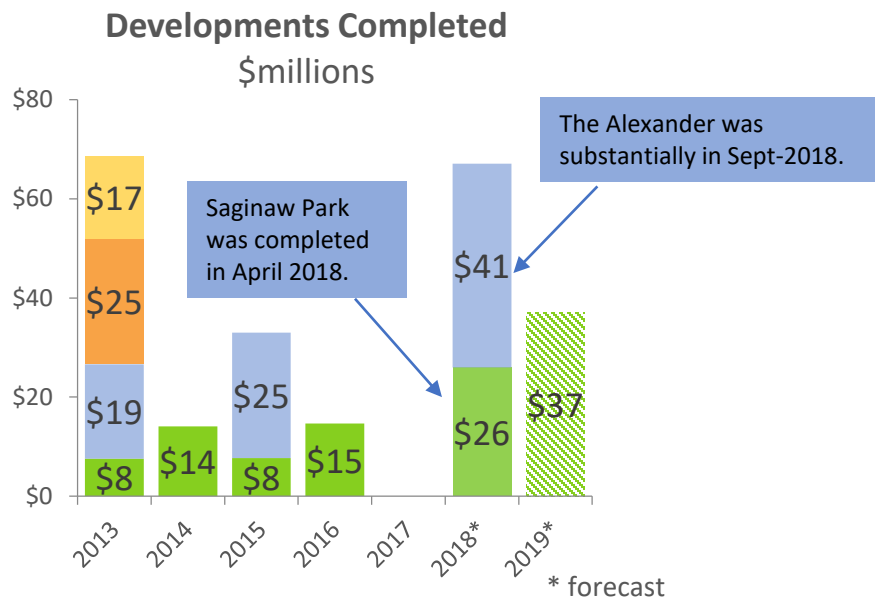 Developments Completed
$millions
$80
$60
$40
$20
$0
$17
$25
$19
$8
$14
$25
$8
$15
$41
$26
$37
Saginaw Park
was completed
in April 2018.
The Alexander was
substantially in Sept-2018.
2013
2014
2015
2016
2017
2018*
2019*
* forecast